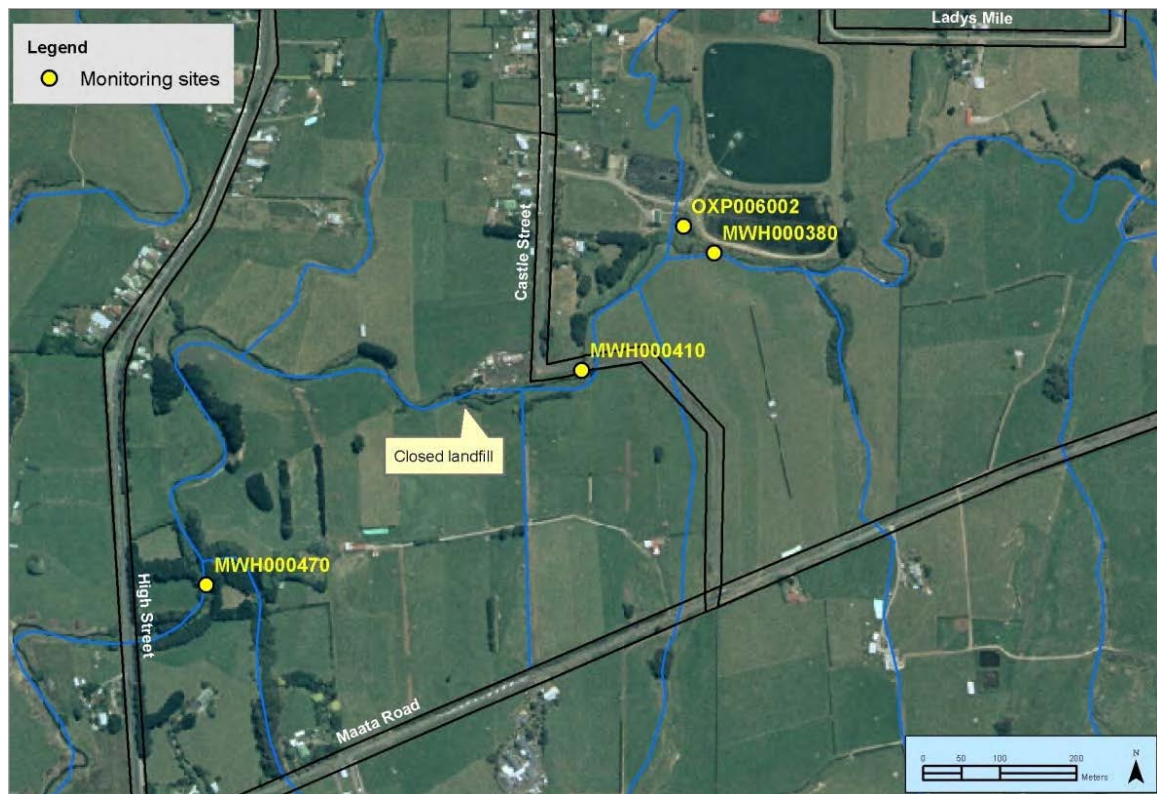 Legend
Monitoring sites
Ladys Mile
OXP006002
MWH000380
Castle Street
MWH000410
Closed landfill
MWH000470
High Street
Maata Road
0 50 100 200
Meters
N